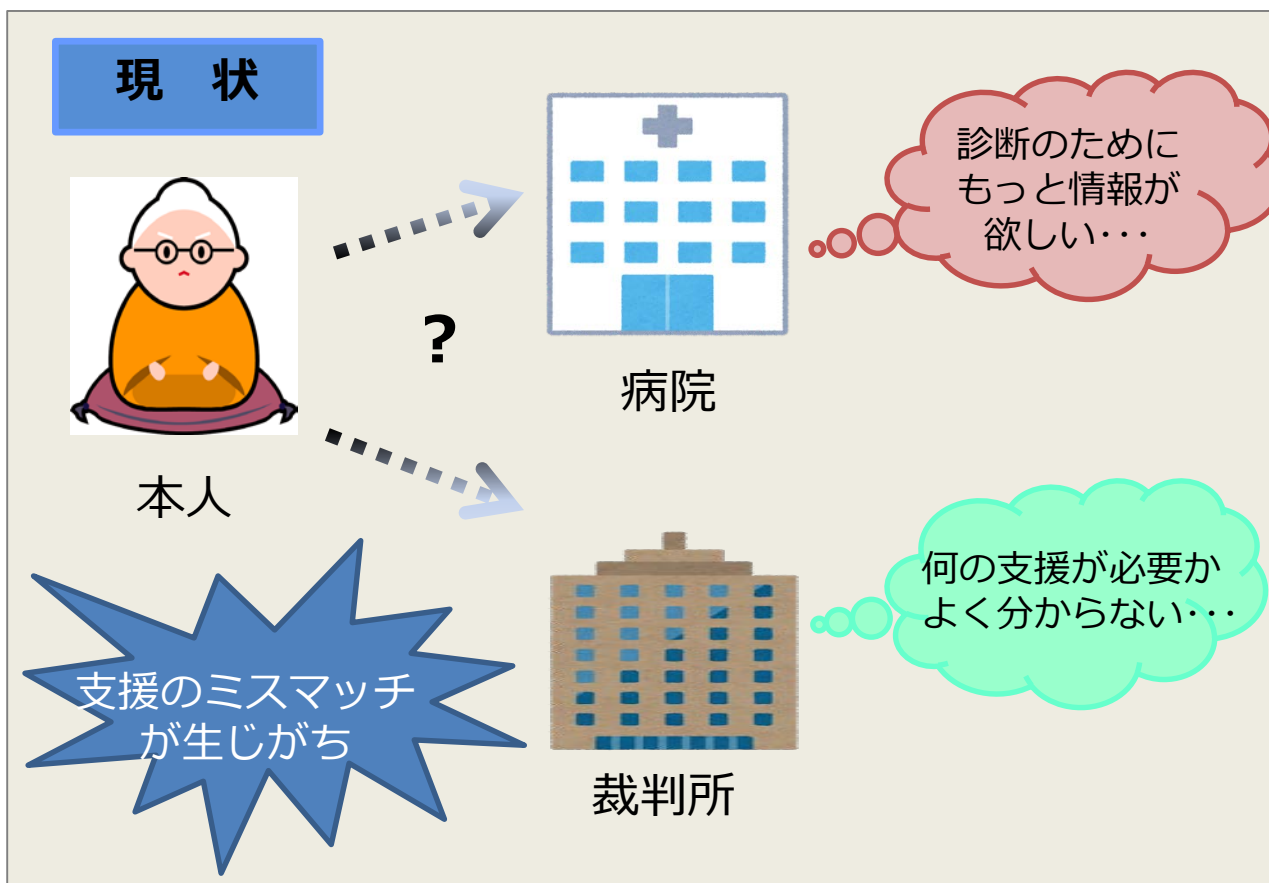 現　状
診断のために
もっと情報が
欲しい・・・
?
病院
本人
何の支援が必要か
よく分からない・・・
支援のミスマッチ
が生じがち
裁判所